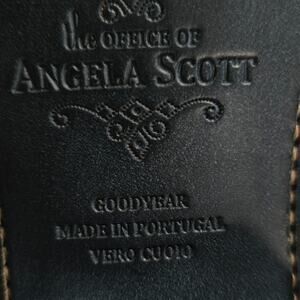 the OFFICE OF
ANGELA SCOTT
GOODYEAR
MADE IN PORTUGAL
VERO CUOIO